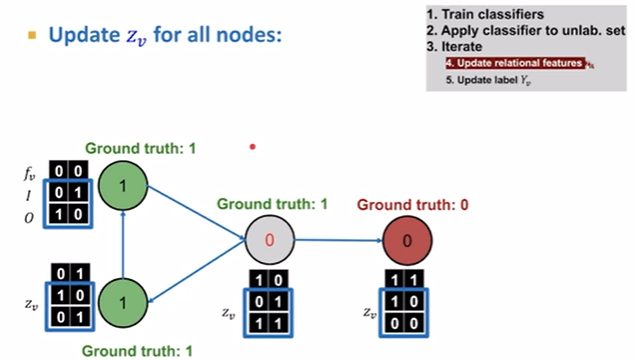 Update z_v for all nodes:
1. Train classifiers
2. Apply classifier to unlab. set
3. Iterate
4. Update relational features z_v
5. Update label Y_v
Ground truth: 1
f_v 0 0
I 0 1
O 1 0
1
Ground truth: 1
0
Ground truth: 0
0
0 1
z_v 1 0
0 1
1
1 0
z_v 0 1
1 1
1 1
z_v 1 0
0 0
Ground truth: 1